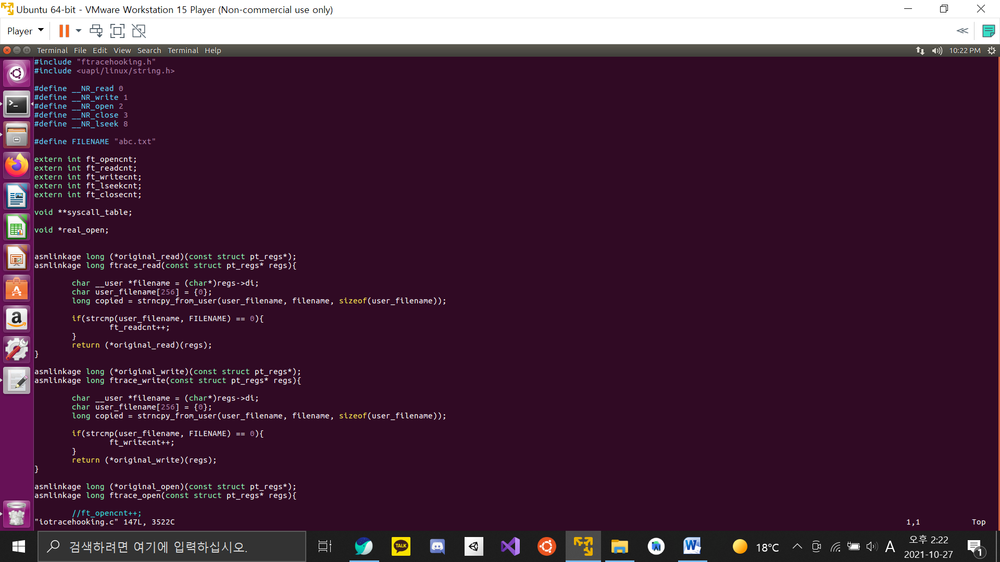 Ubuntu 64-bit - VMware Workstation 15 Player (Non-commercial use only)
Player
Terminal File Edit View Search Terminal Help
10:22 PM
#include "ftracehooking.h"
#include <uapi/linux/string.h>
#define __NR_read 0
#define __NR_write 1
#define __NR_open 2
#define __NR_close 3
#define __NR_lseek 8
#define FILENAME "abc.txt"
extern int ft_opencnt;
extern int ft_readcnt;
extern int ft_writecnt;
extern int ft_lseekcnt;
extern int ft_closecnt;
void **syscall_table;
void *real_open;
asmlinkage long (*original_read)(const struct pt_regs*);
asmlinkage long ftrace_read(const struct pt_regs* regs){
char __user *filename = (char*)regs->di;
char user_filename[256] = {0};
long copied = strncpy_from_user(user_filename, filename, sizeof(user_filename));
if(strcmp(user_filename, FILENAME) == 0){
ft_readcnt++;
}
return (*original_read)(regs);
}
asmlinkage long (*original_write)(const struct pt_regs*);
asmlinkage long ftrace_write(const struct pt_regs* regs){
char __user *filename = (char*)regs->di;
char user_filename[256] = {0};
long copied = strncpy_from_user(user_filename, filename, sizeof(user_filename));
if(strcmp(user_filename, FILENAME) == 0){
ft_writecnt++;
}
return (*original_write)(regs);
}
asmlinkage long (*original_open)(const struct pt_regs*);
asmlinkage long ftrace_open(const struct pt_regs* regs){
//ft_opencnt++;
"iotracehooking.c" 147L, 3522C
1,1
Top
검색하려면 여기에 입력하십시오.
TALK
18°C
A
오후 2:22
2021-10-27
1